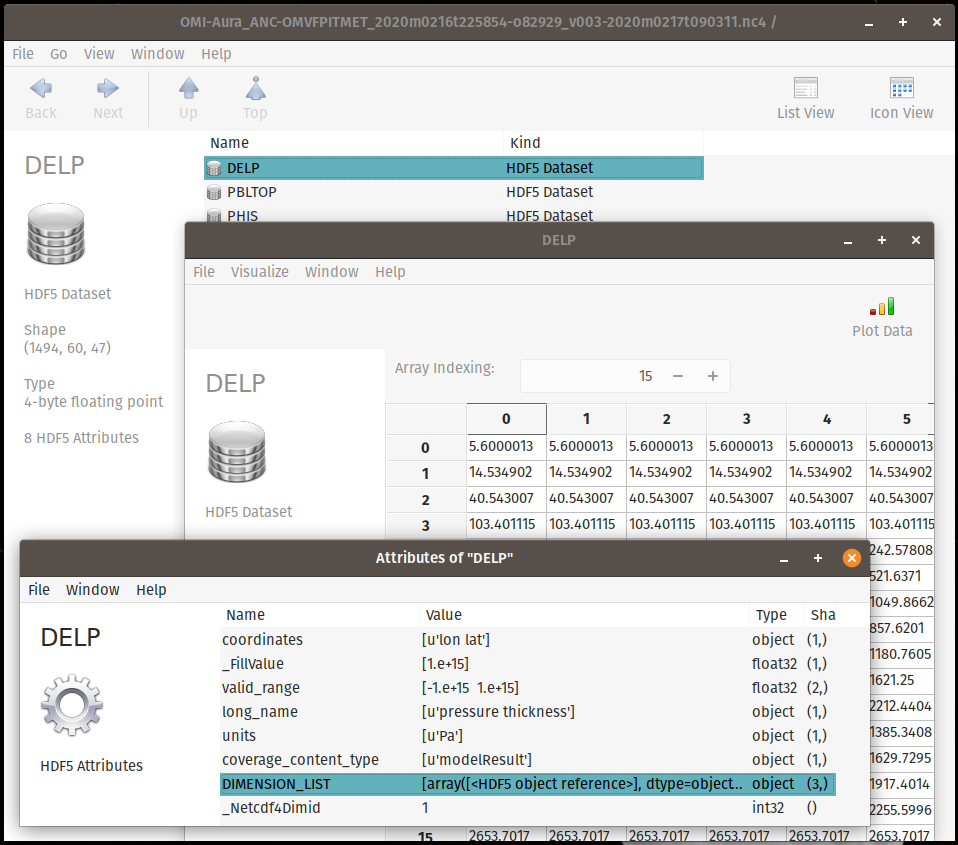 OMI-Aura_ANC-OMVFPITMET_2020m0216t225854-o82929_v003-2020m0217t090311.nc4 /
File Go View Window Help
Back Next Up Top List View Icon View
Name Kind
DELP
DELP HDF5 Dataset
PBLTOP HDF5 Dataset
PHIS HDF5 Dataset
HDF5 Dataset
Shape
(1494, 60, 47)
Type
4-byte floating point
8 HDF5 Attributes
DELP
File Visualize Window Help
Plot Data
Array Indexing: 15 − +
DELP
HDF5 Dataset
0 1 2 3 4 5
0 5.6000013 5.6000013 5.6000013 5.6000013 5.6000013 5.6000013
1 14.534902 14.534902 14.534902 14.534902 14.534902 14.534902
2 40.543007 40.543007 40.543007 40.543007 40.543007 40.543007
3 103.401115 103.401115 103.401115 103.401115 103.401115 103.401115
242.57808
521.6371
1049.8662
857.6201
1180.7605
1621.25
2212.4404
1385.3408
1629.7295
1917.4014
2255.5996
15 2653.7017 2653.7017 2653.7017 2653.7017 2653.7017 2653.7017
Attributes of "DELP"
File Window Help
DELP
HDF5 Attributes
Name Value Type Sha
coordinates [u'lon lat'] object (1,)
_FillValue [1.e+15] float32 (1,)
valid_range [-1.e+15 1.e+15] float32 (2,)
long_name [u'pressure thickness'] object (1,)
units [u'Pa'] object (1,)
coverage_content_type [u'modelResult'] object (1,)
DIMENSION_LIST [array([<HDF5 object reference>], dtype=object... object (3,)
_Netcdf4Dimid 1 int32 ()